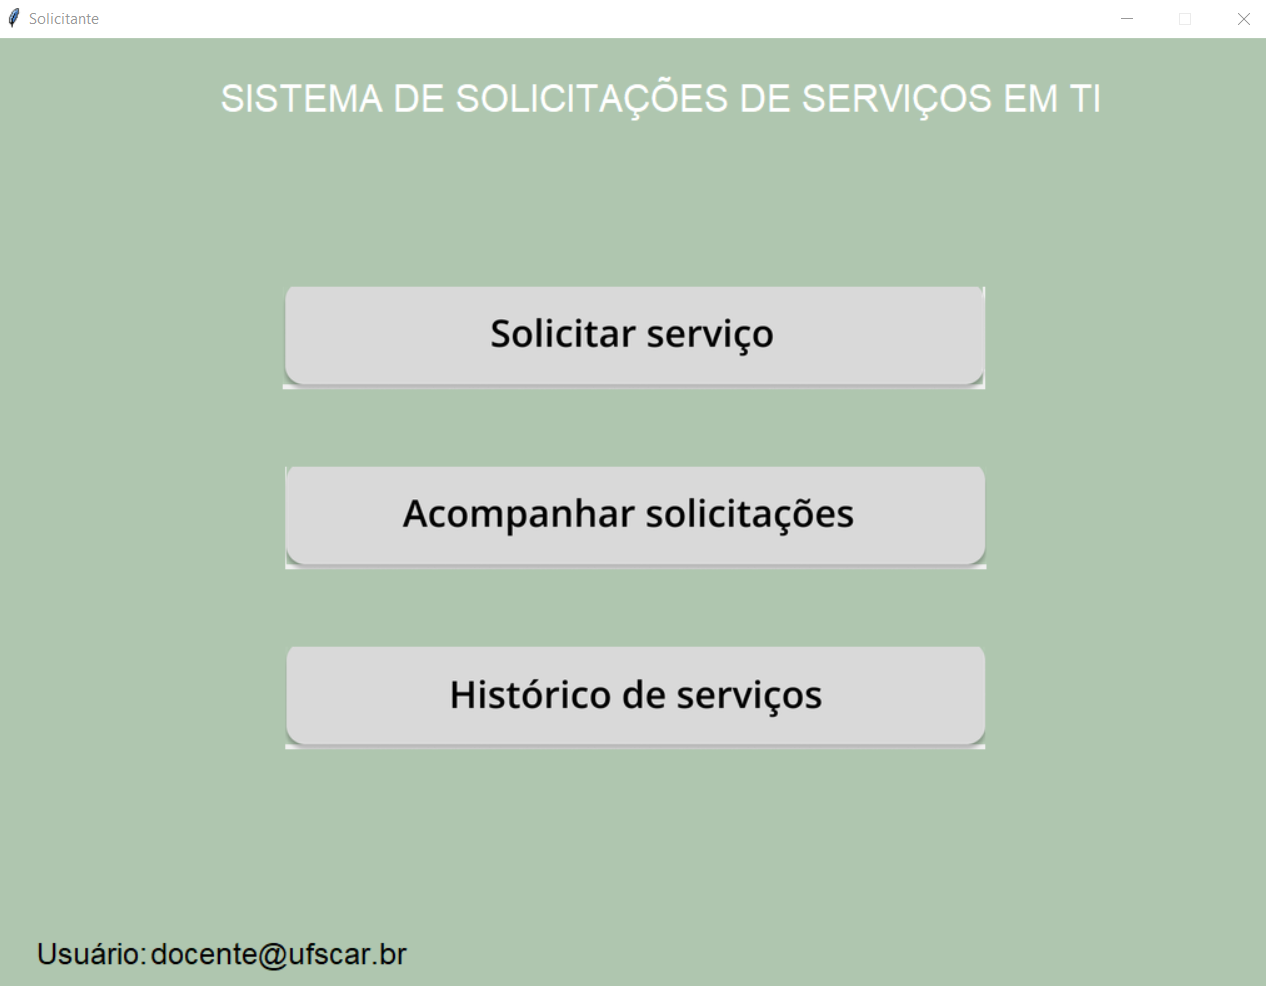 Solicitante
SISTEMA DE SOLICITAÇÕES DE SERVIÇOS EM TI
Solicitar serviço
Acompanhar solicitações
Histórico de serviços
Usuário: docente@ufscar.br